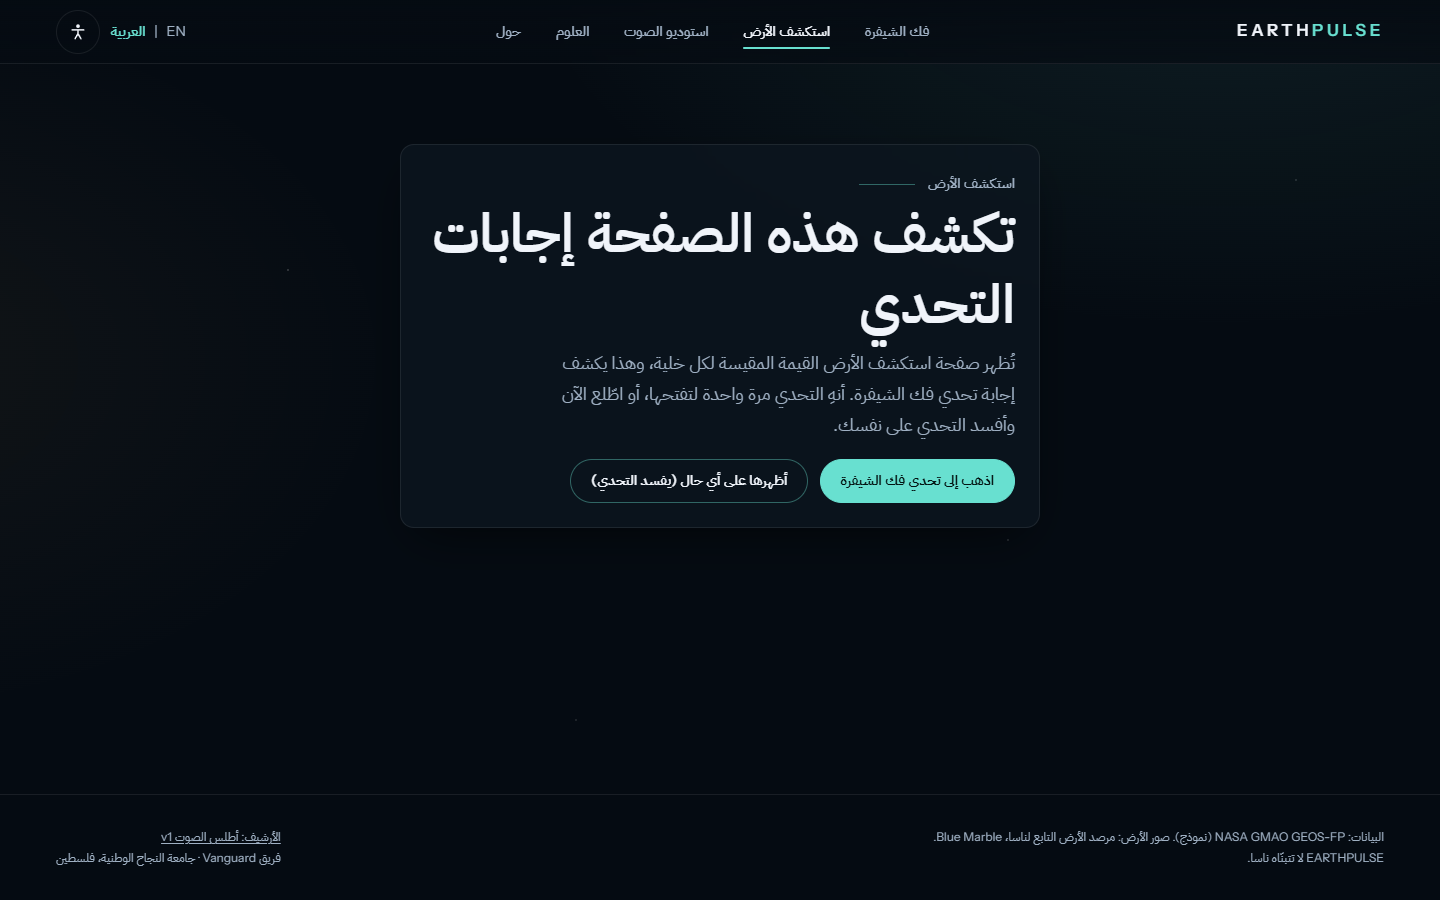 EARTHPULSE
فك الشيفرة
استكشف الأرض
استوديو الصوت
العلوم
حول
EN | العربية
استكشف الأرض
تكشف هذه الصفحة إجابات
التحدي
تُظهر صفحة استكشف الأرض القيمة المقيسة لكل خلية، وهذا يكشف
إجابة تحدي فك الشيفرة. أنهِ التحدي مرة واحدة لتفتحها، أو اطّلع الآن
وأفسد التحدي على نفسك.
اذهب إلى تحدي فك الشيفرة
أظهرها على أي حال (يفسد التحدي)
البيانات: NASA GMAO GEOS-FP (نموذج). صور الأرض: مرصد الأرض التابع لناسا، Blue Marble.
EARTHPULSE لا تتبنّاه ناسا.
الأرشيف: أطلس الصوت v1
فريق Vanguard · جامعة النجاح الوطنية، فلسطين